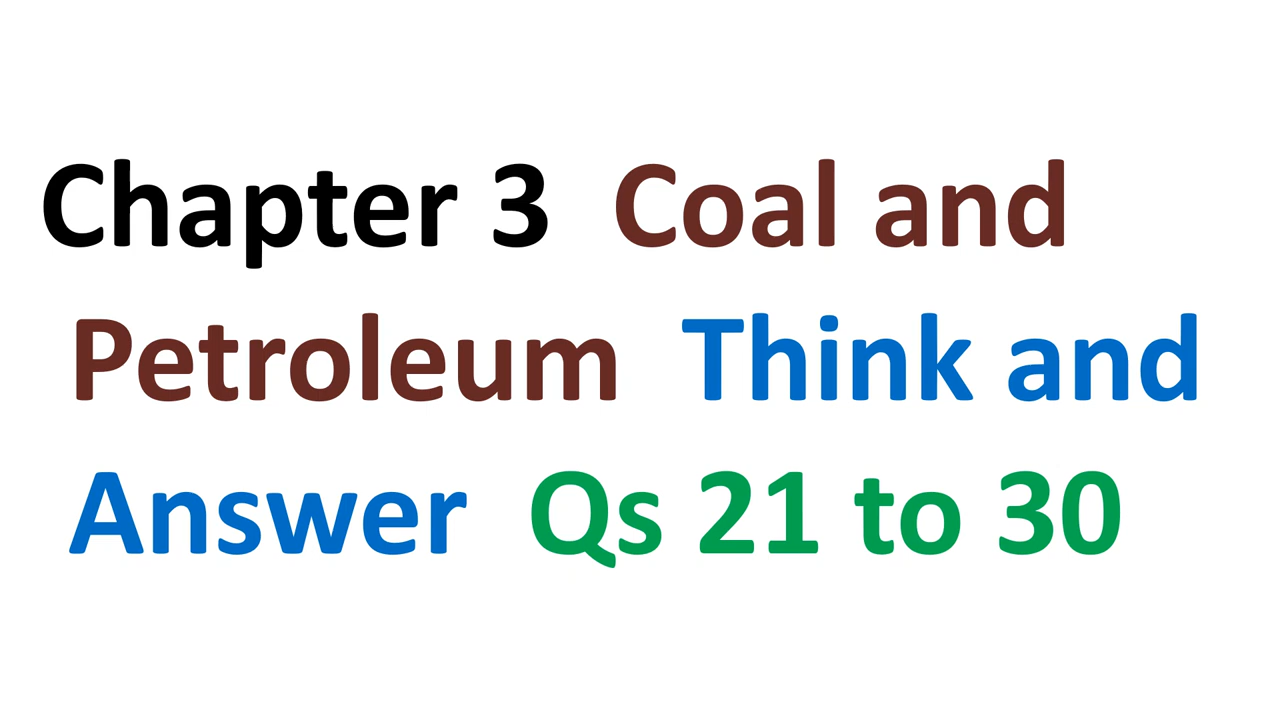 Chapter 3 Coal and
Petroleum Think and
Answer Qs 21 to 30